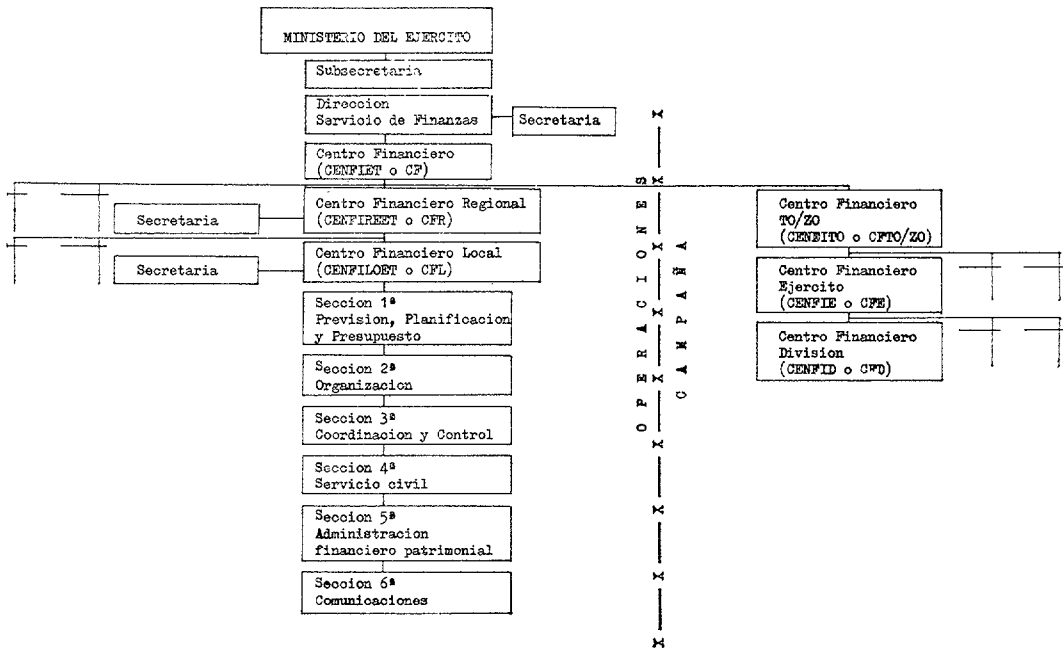 MINISTERIO DEL EJERCITO
Subsecretaria
Direccion
Servicio de Finanzas
Secretaria
Centro Financiero
(CENFIET o CF)
Centro Financiero Regional
(CENFIREET o CFR)
Secretaria
Centro Financiero Local
(CENFILOET o CFL)
Secretaria
Seccion 1ª
Prevision, Planificacion
y Presupuesto
Seccion 2ª
Organizacion
Seccion 3ª
Coordinacion y Control
Seccion 4ª
Servicio civil
Seccion 5ª
Administracion
financiero patrimonial
Seccion 6ª
Comunicaciones
OPERACIONES
X X X X X X X X X
CAMPAÑA
Centro Financiero
TO/ZO
(CENEITO o CFTO/ZO)
Centro Financiero
Ejercito
(CENFIE o CFE)
Centro Financiero
Division
(CENFID o CFD)